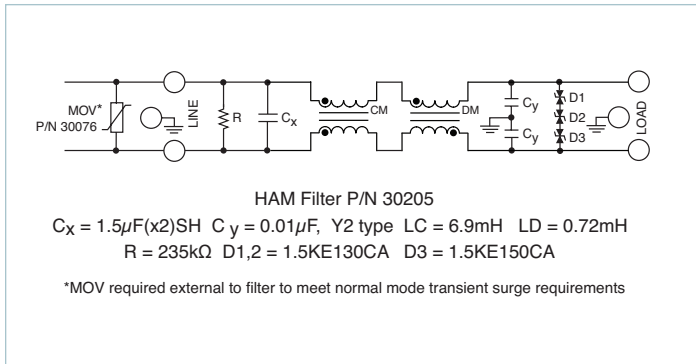 MOV*
P/N 30076
LINE
R
Cx
CM
DM
Cy
Cy
D1
D2
D3
LOAD
HAM Filter P/N 30205
Cx = 1.5µF(x2)SH C y = 0.01µF, Y2 type LC = 6.9mH LD = 0.72mH
R = 235kΩ D1,2 = 1.5KE130CA D3 = 1.5KE150CA
*MOV required external to filter to meet normal mode transient surge requirements